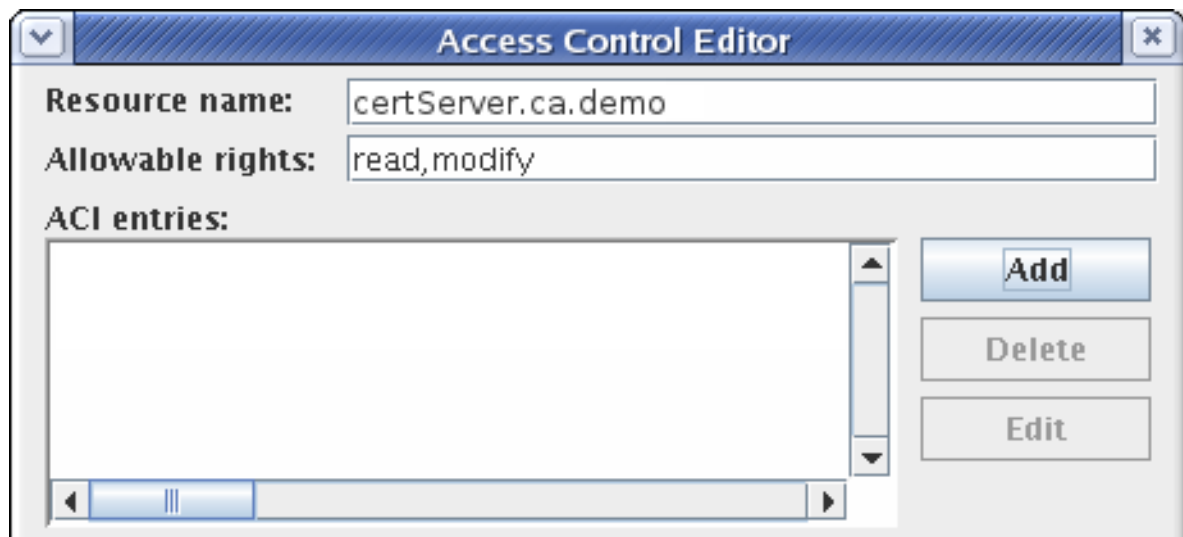 Access Control Editor
Resource name: certServer.ca.demo
Allowable rights: read,modify
ACI entries:
Add
Delete
Edit